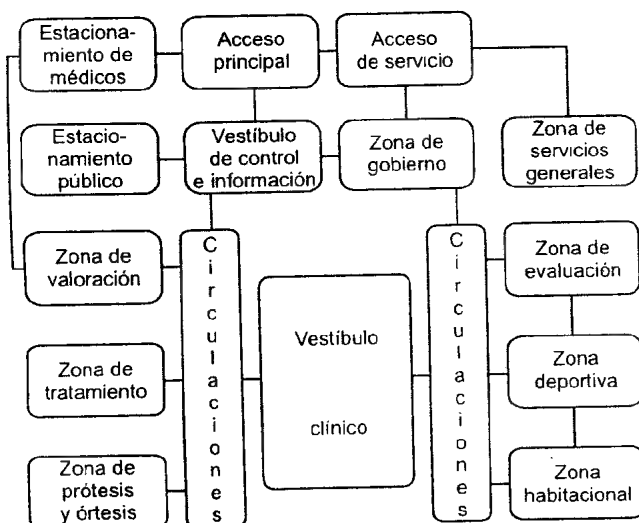 Estaciona-
miento de
médicos
Acceso
principal
Acceso
de servicio
Estacio-
namiento
público
Vestíbulo
de control
e información
Zona de
gobierno
Zona de
servicios
generales
Zona de
valoración
Circulaciones
Vestíbulo
clínico
Circulaciones
Zona de
evaluación
Zona de
tratamiento
Zona
deportiva
Zona de
prótesis
y órtesis
Zona
habitacional